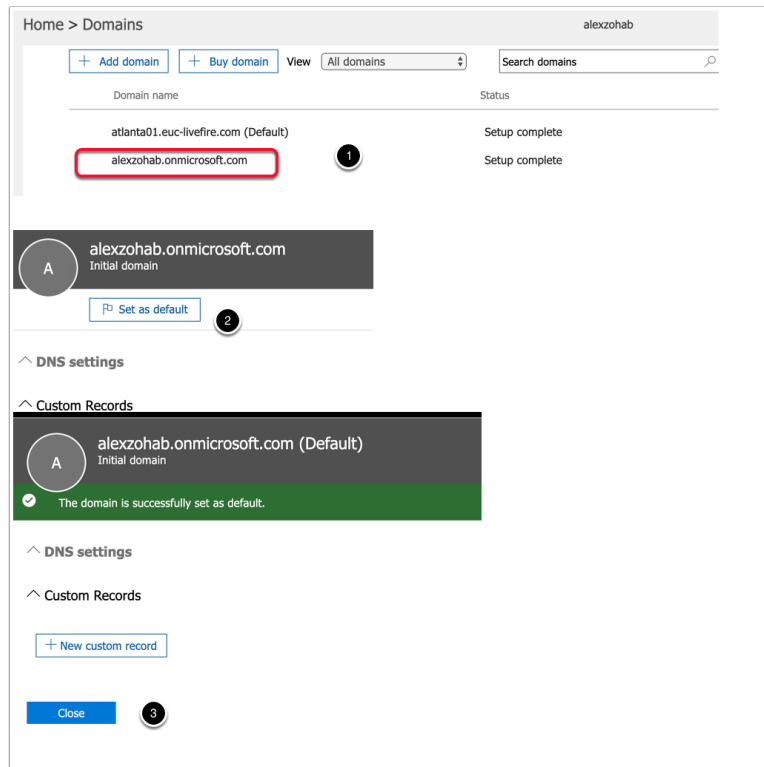 Home > Domains alexzohab
+ Add domain + Buy domain View All domains Search domains
Domain name Status
atlanta01.euc-livefire.com (Default) Setup complete
alexzohab.onmicrosoft.com 1 Setup complete
alexzohab.onmicrosoft.com
A Initial domain
Set as default 2
DNS settings
Custom Records
alexzohab.onmicrosoft.com (Default)
A Initial domain
The domain is successfully set as default.
DNS settings
Custom Records
+ New custom record
Close 3